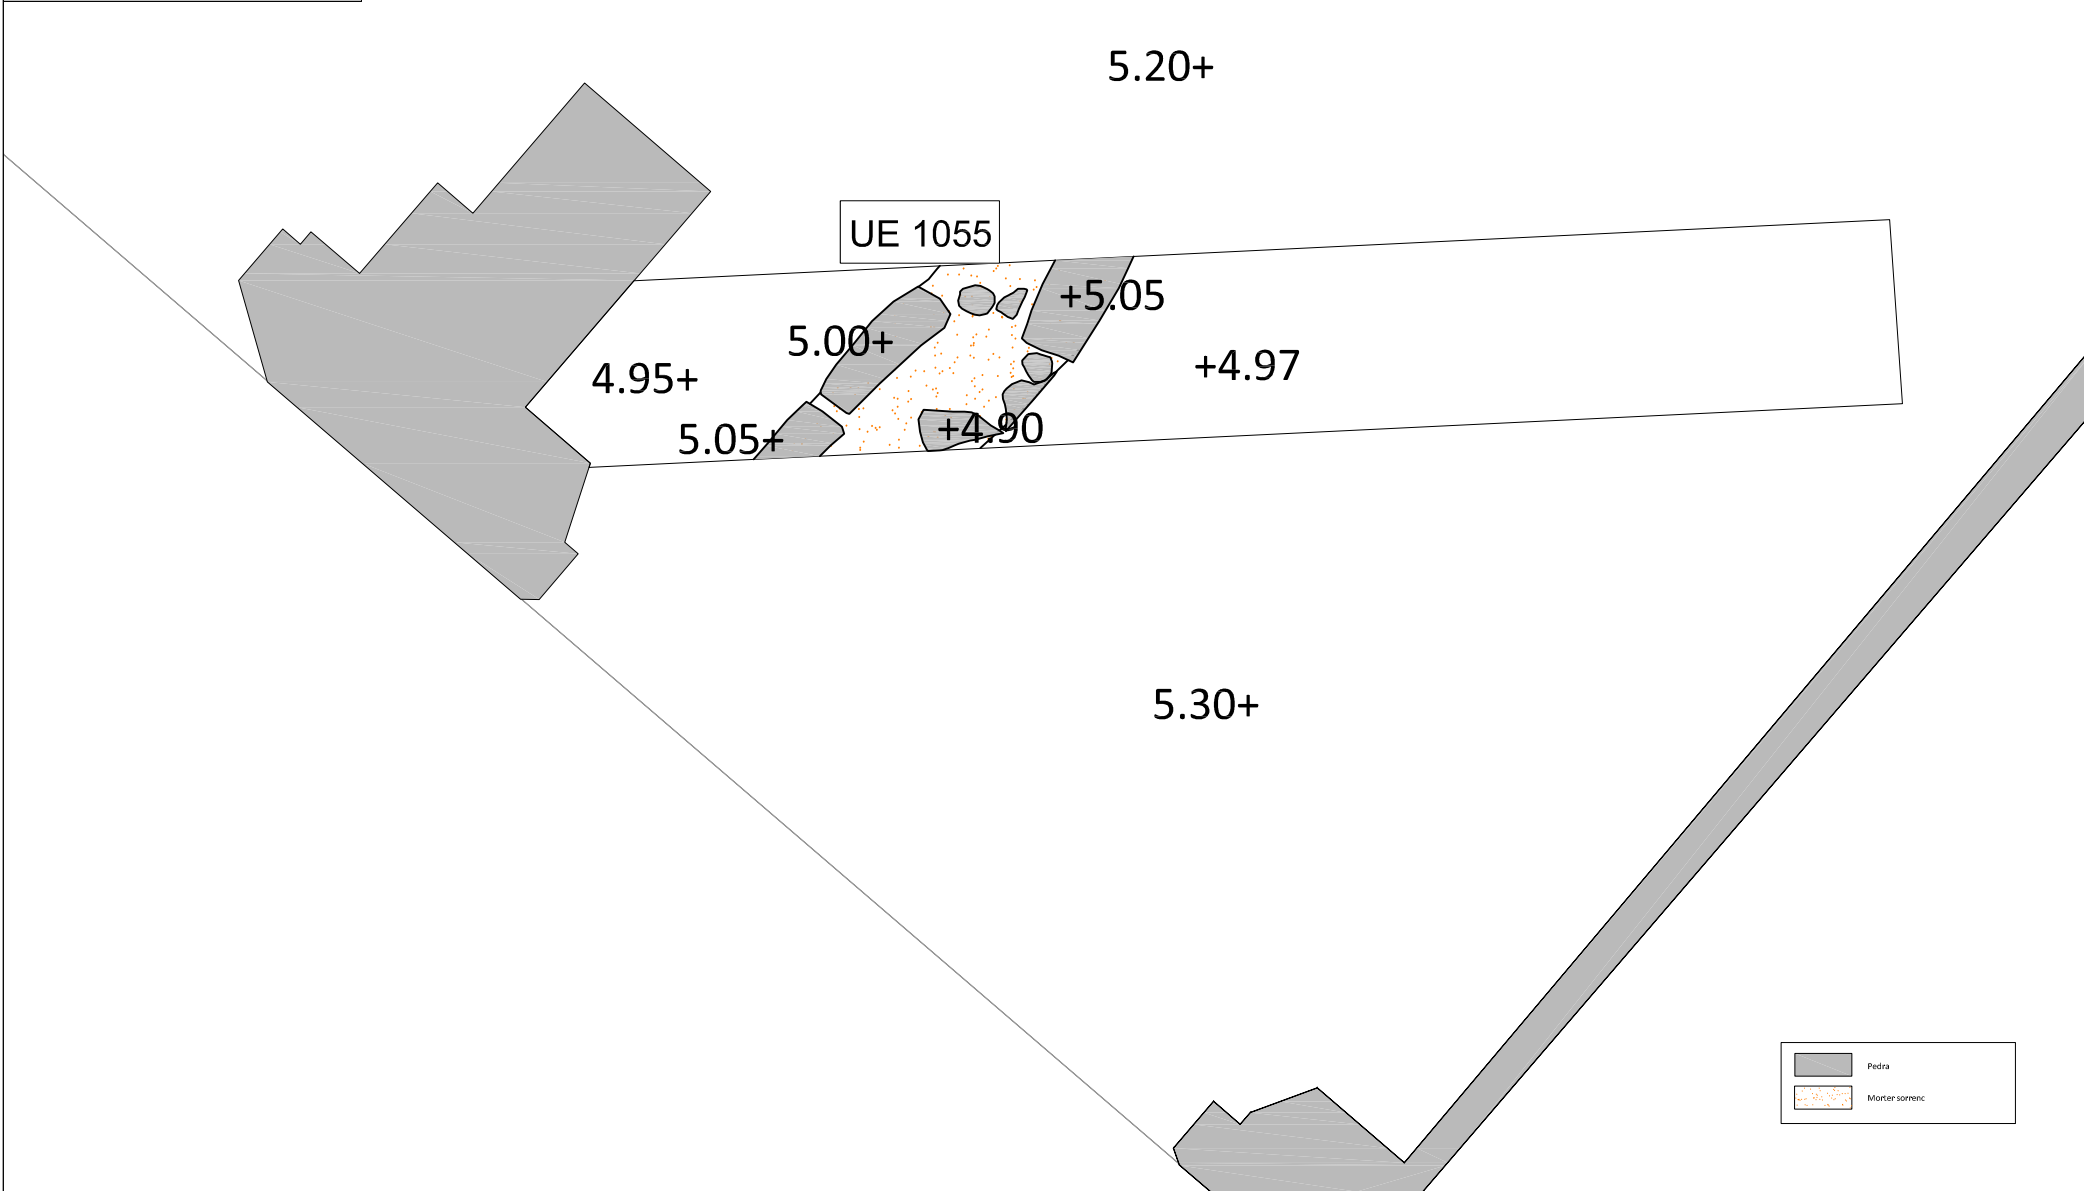 5.20+
UE 1055
+5.05
5.00+
+4.97
4.95+
+4.90
5.05+
5.30+
Pedra
Morter sorrenc